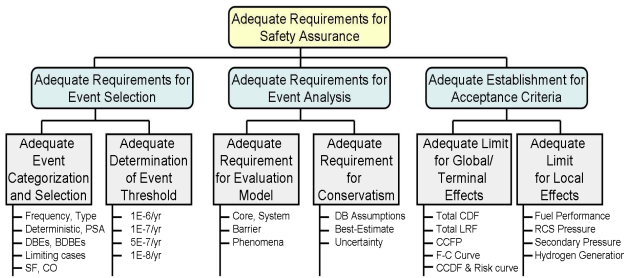 Adequate Requirements for
Safety Assurance
Adequate Requirements for
Event Selection
Adequate Requirements for
Event Analysis
Adequate Establishment for
Acceptance Criteria
Adequate
Event
Categorization
and Selection
Adequate
Determination
of Event
Threshold
Adequate
Requirement
for Evaluation
Model
Adequate
Requirement
for
Conservatism
Adequate Limit
for Global/
Terminal
Effects
Adequate
Limit
for Local
Effects
Frequency, Type
Deterministic, PSA
DBEs, BDBEs
Limiting cases
SF, CO
1E-6/yr
1E-7/yr
5E-7/yr
1E-8/yr
Core, System
Barrier
Phenomena
DB Assumptions
Best-Estimate
Uncertainty
Total CDF
Total LRF
CCFP
F-C Curve
CCDF & Risk curve
Fuel Performance
RCS Pressure
Secondary Pressure
Hydrogen Generation